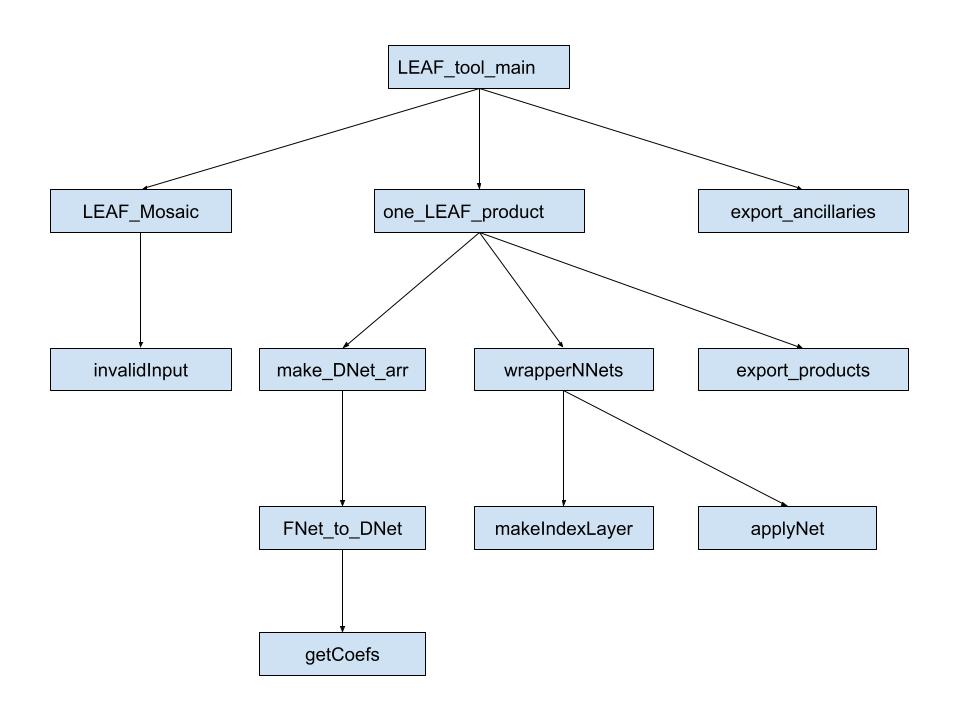 LEAF_tool_main
LEAF_Mosaic
one_LEAF_product
export_ancillaries
invalidInput
make_DNet_arr
wrapperNNets
export_products
FNet_to_DNet
makeIndexLayer
applyNet
getCoefs